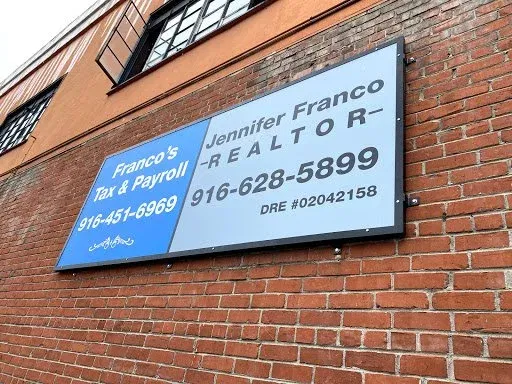 Franco's
Tax & Payroll
916-451-6969
Jennifer Franco
-REALTOR-
916-628-5899
DRE #02042158